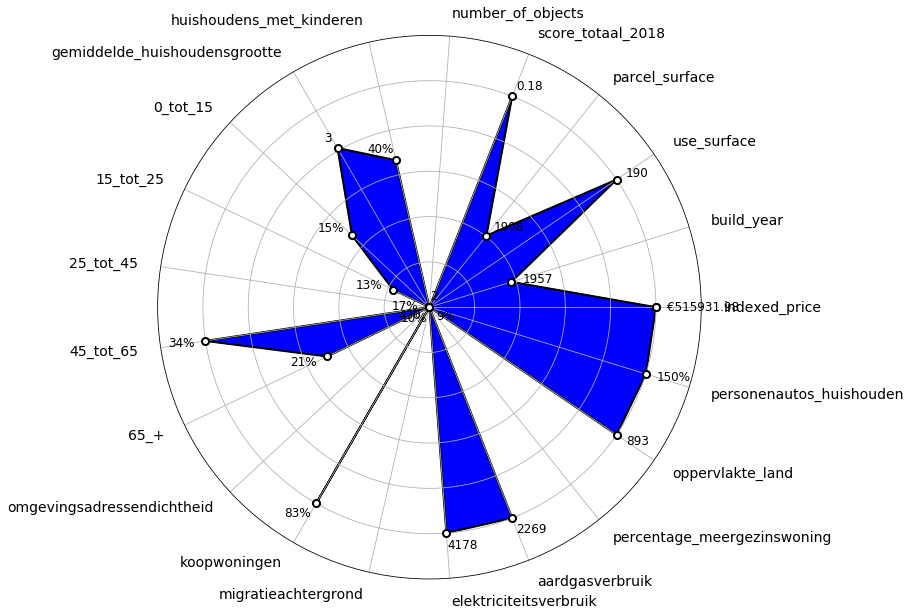 huishoudens_met_kinderen
number_of_objects
score_totaal_2018
gemiddelde_huishoudensgrootte
parcel_surface
0_tot_15
use_surface
15_tot_25
build_year
25_tot_45
indexed_price
45_tot_65
personenautos_huishouden
65_+
oppervlakte_land
omgevingsadressendichtheid
percentage_meergezinswoning
koopwoningen
aardgasverbruik
migratieachtergrond
elektriciteitsverbruik
0.18
3
40%
190
15%
1908
1957
13%
2
17%
€515931.98
10%
9%
34%
21%
150%
893
83%
2269
4178